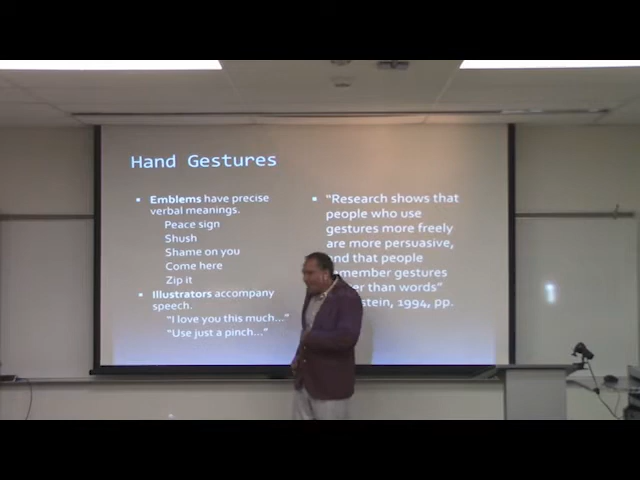 Hand Gestures
Emblems have precise
verbal meanings.
Peace sign
Shush
Shame on you
Come here
Zip it
Illustrators accompany
speech.
"I love you this much..."
"Use just a pinch..."
"Research shows that
people who use
gestures more freely
are more persuasive,
and that people
gestures
than words"
1994, pp.